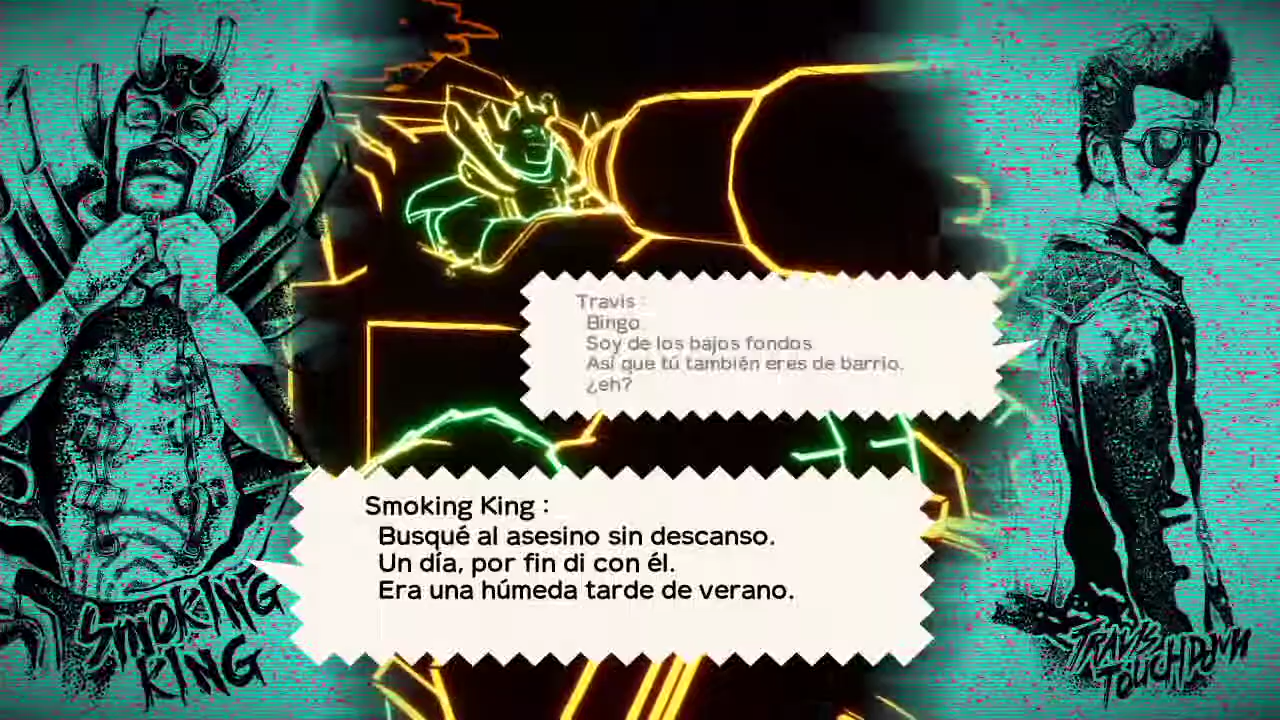 Travis :
Bingo.
Soy de los bajos fondos
Así que tú también eres de barrio,
¿eh?
Smoking King :
Busqué al asesino sin descanso.
Un día, por fin di con él.
Era una húmeda tarde de verano.
SMOKING
KING
TRAVIS
TOUCHDOWN